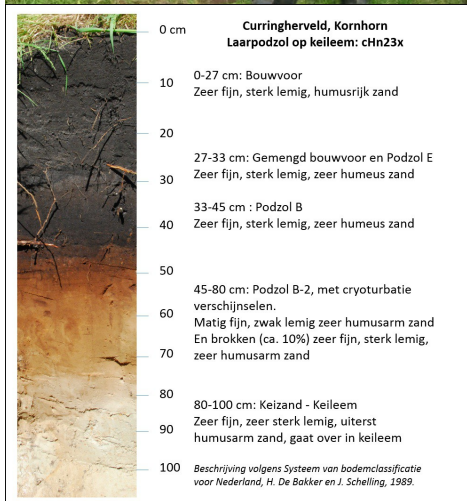 Curringherveld, Kornhorn
Laarpodzol op keileem: cHn23x
0 cm
10
20
30
40
50
60
70
80
90
100
0-27 cm: Bouwvoor
Zeer fijn, sterk lemig, humusrijk zand
27-33 cm: Gemengd bouwvoor en Podzol E
Zeer fijn, sterk lemig, zeer humeus zand
33-45 cm : Podzol B
Zeer fijn, sterk lemig, zeer humeus zand
45-80 cm: Podzol B-2, met cryoturbatie
verschijnselen.
Matig fijn, zwak lemig zeer humusarm zand
En brokken (ca. 10%) zeer fijn, sterk lemig,
zeer humusarm zand
80-100 cm: Keizand - Keileem
Zeer fijn, zeer sterk lemig, uiterst
humusarm zand, gaat over in keileem
Beschrijving volgens Systeem van bodemclassificatie
voor Nederland, H. De Bakker en J. Schelling, 1989.